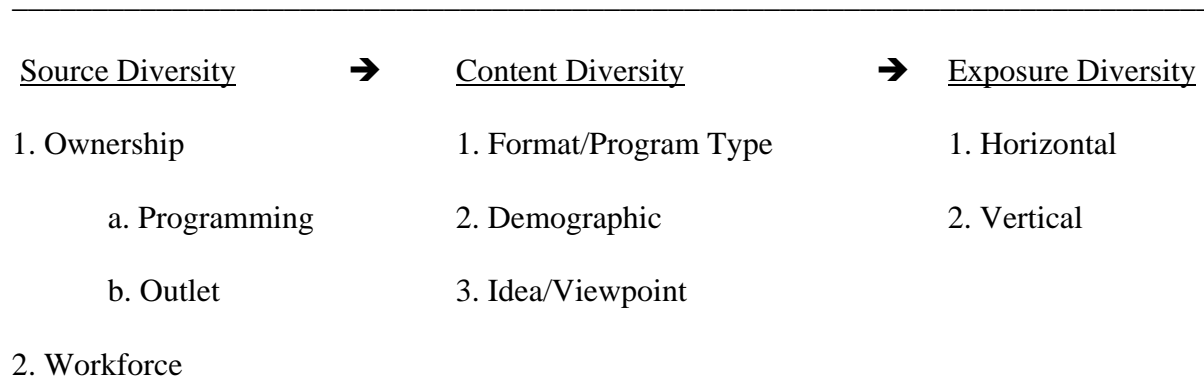 Source Diversity ➔ Content Diversity ➔ Exposure Diversity
1. Ownership 1. Format/Program Type 1. Horizontal
a. Programming 2. Demographic 2. Vertical
b. Outlet 3. Idea/Viewpoint
2. Workforce